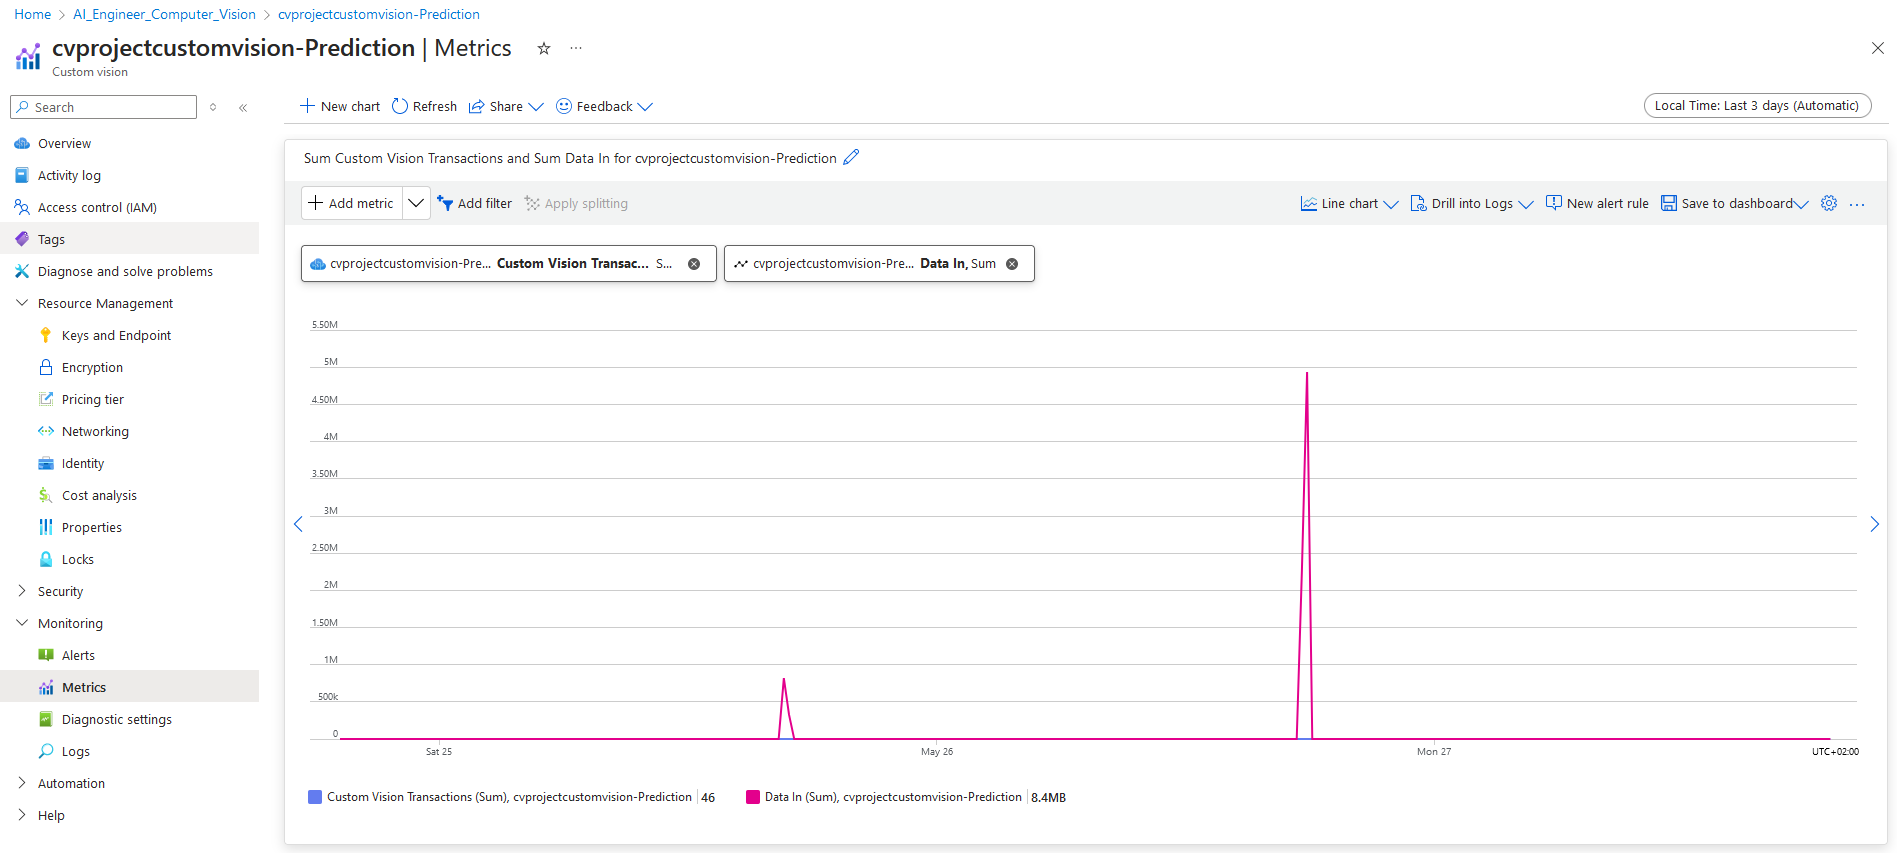 Home > AI_Engineer_Computer_Vision > cvprojectcustomvision-Prediction
cvprojectcustomvision-Prediction | Metrics
Custom vision
Search
Overview
Activity log
Access control (IAM)
Tags
Diagnose and solve problems
Resource Management
Keys and Endpoint
Encryption
Pricing tier
Networking
Identity
Cost analysis
Properties
Locks
Security
Monitoring
Alerts
Metrics
Diagnostic settings
Logs
Automation
Help
New chart Refresh Share Feedback
Local Time: Last 3 days (Automatic)
Sum Custom Vision Transactions and Sum Data In for cvprojectcustomvision-Prediction
Add metric Add filter Apply splitting Line chart Drill into Logs New alert rule Save to dashboard
cvprojectcustomvision-Pre... Custom Vision Transac... S... cvprojectcustomvision-Pre... Data In, Sum
5.50M
5M
4.50M
4M
3.50M
3M
2.50M
2M
1.50M
1M
500k
0
Sat 25 May 26 Mon 27 UTC+02:00
Custom Vision Transactions (Sum), cvprojectcustomvision-Prediction 46 Data In (Sum), cvprojectcustomvision-Prediction 8.4MB